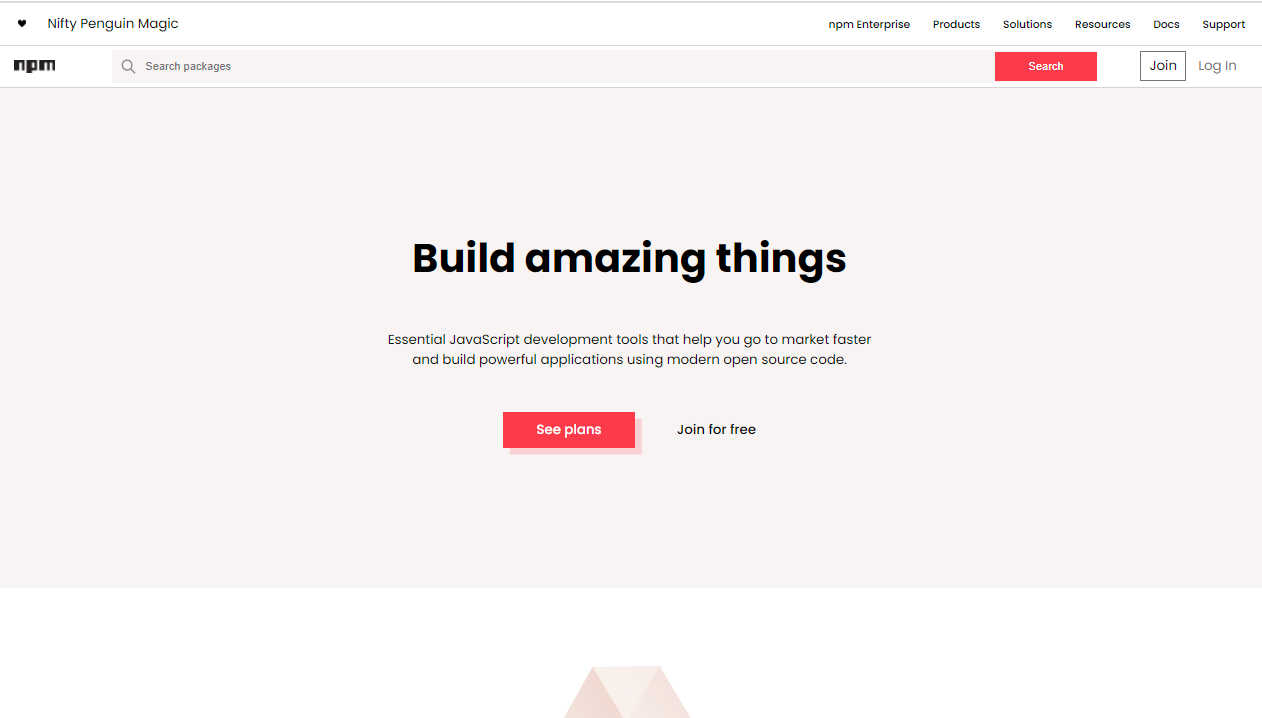 Nifty Penguin Magic
npm Enterprise Products Solutions Resources Docs Support
npm Search packages Search Join Log In
Build amazing things
Essential JavaScript development tools that help you go to market faster
and build powerful applications using modern open source code.
See plans Join for free